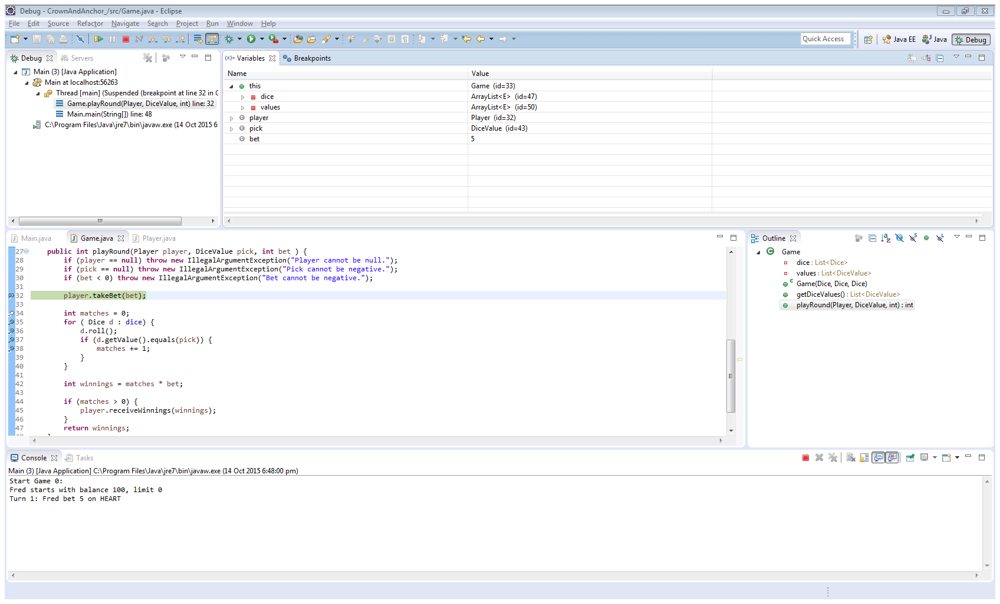 Debug - CrownAndAnchor_/src/Game.java - Eclipse
File Edit Source Refactor Navigate Search Project Run Window Help
Quick Access Java EE Java Debug
Debug Servers
Main (3) [Java Application]
Main at localhost:56263
Thread [main] (Suspended (breakpoint at line 32 in G
Game.playRound(Player, DiceValue, int) line: 32
Main.main(String[]) line: 48
C:\Program Files\Java\jre7\bin\javaw.exe (14 Oct 2015 6:
(x)= Variables Breakpoints
Name Value
this Game (id=33)
dice ArrayList<E> (id=47)
values ArrayList<E> (id=50)
player Player (id=32)
pick DiceValue (id=43)
bet 5
Main.java Game.java Player.java
27 public int playRound(Player player, DiceValue pick, int bet ) {
28 if (player == null) throw new IllegalArgumentException("Player cannot be null.");
29 if (pick == null) throw new IllegalArgumentException("Pick cannot be negative.");
30 if (bet < 0) throw new IllegalArgumentException("Bet cannot be negative.");
31
32 player.takeBet(bet);
33
34 int matches = 0;
35 for ( Dice d : dice) {
36 d.roll();
37 if (d.getValue().equals(pick)) {
38 matches += 1;
39 }
40 }
41
42 int winnings = matches * bet;
43
44 if (matches > 0) {
45 player.receiveWinnings(winnings);
46 }
47 return winnings;
Outline
Game
dice : List<Dice>
values : List<DiceValue>
Game(Dice, Dice, Dice)
getDiceValues() : List<DiceValue>
playRound(Player, DiceValue, int) : int
Console Tasks
Main (3) [Java Application] C:\Program Files\Java\jre7\bin\javaw.exe (14 Oct 2015 6:48:00 pm)
Start Game 0:
Fred starts with balance 100, limit 0
Turn 1: Fred bet 5 on HEART